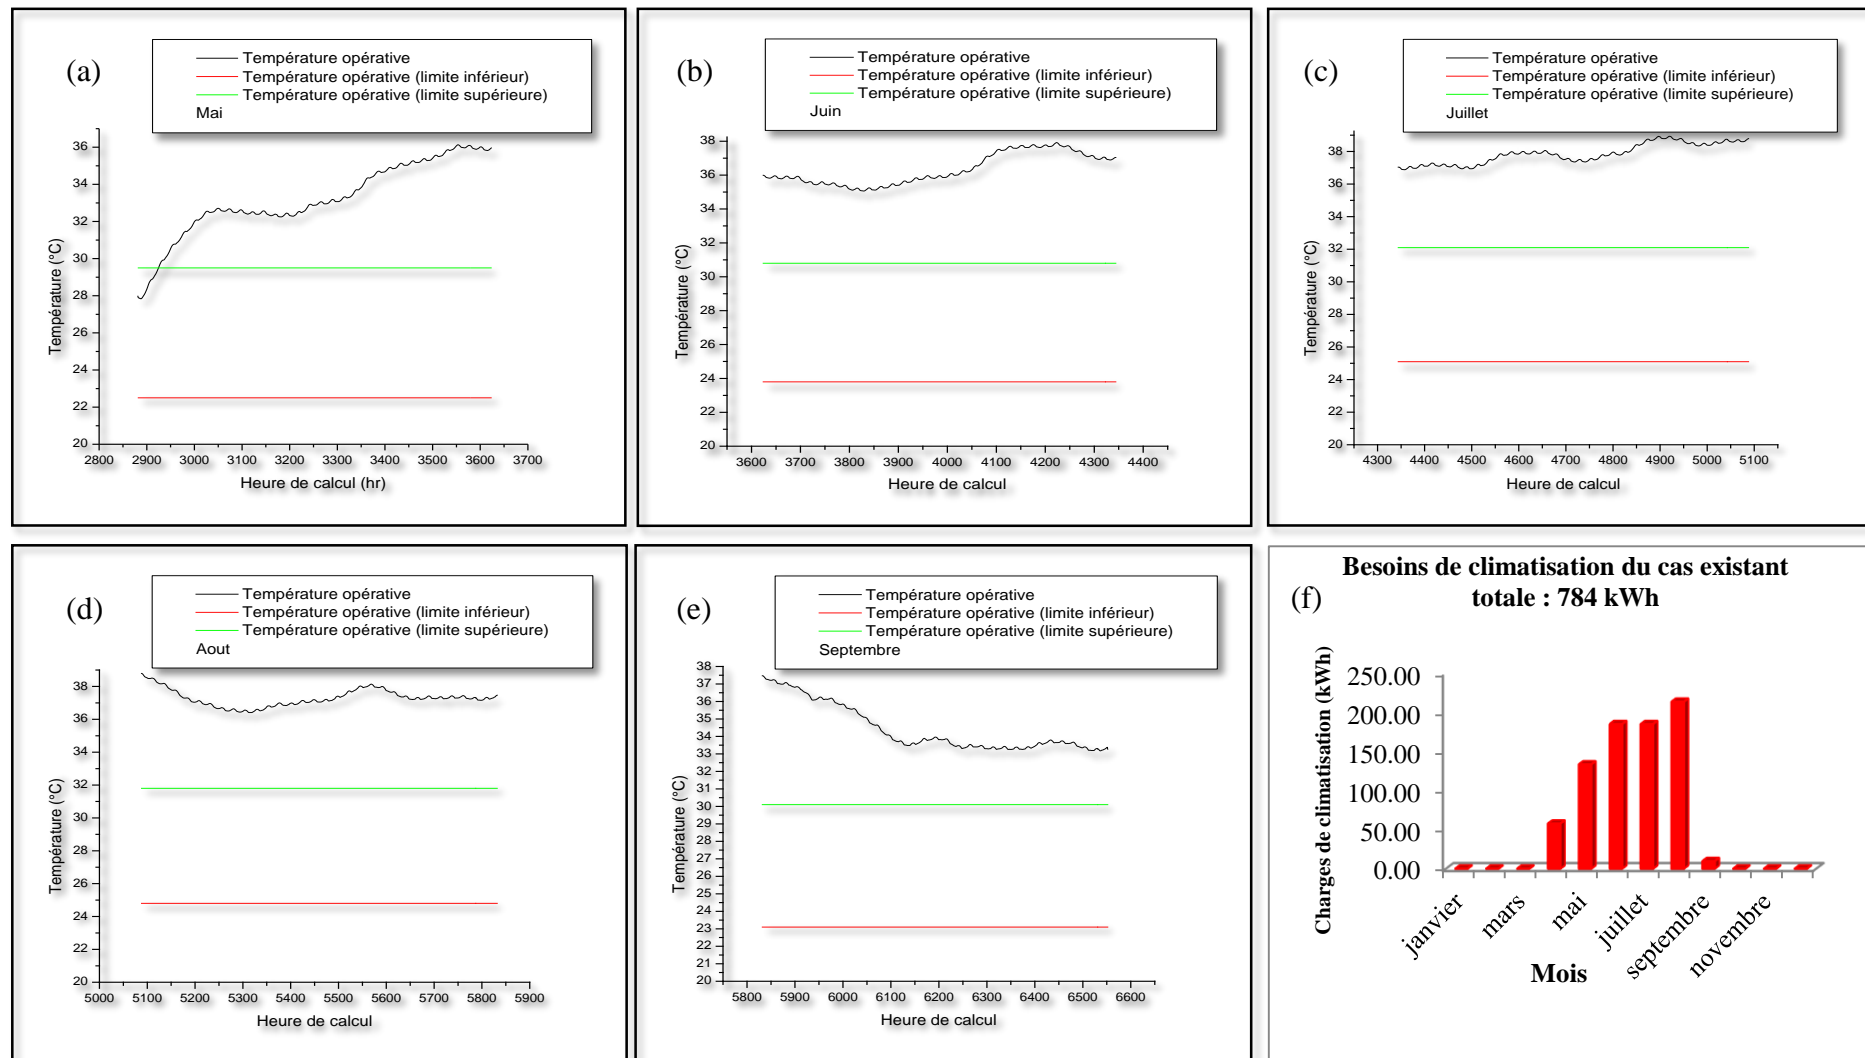 (a)
Température opérative
Température opérative (limite inférieur)
Température opérative (limite supérieure)
Mai
Température (°C)
36
34
32
30
28
26
24
22
20
2800 2900 3000 3100 3200 3300 3400 3500 3600 3700
Heure de calcul (hr)
(b)
Température opérative
Température opérative (limite inférieur)
Température opérative (limite supérieure)
Juin
Température (°C)
38
36
34
32
30
28
26
24
22
20
3600 3700 3800 3900 4000 4100 4200 4300 4400
Heure de calcul
(c)
Température opérative
Température opérative (limite inférieur)
Température opérative (limite supérieure)
Juillet
Température (°C)
38
36
34
32
30
28
26
24
22
20
4300 4400 4500 4600 4700 4800 4900 5000 5100
Heure de calcul
(d)
Température opérative
Température opérative (limite inférieur)
Température opérative (limite supérieure)
Aout
Température (°C)
38
36
34
32
30
28
26
24
22
20
5000 5100 5200 5300 5400 5500 5600 5700 5800 5900
Heure de calcul
(e)
Température opérative
Température opérative (limite inférieur)
Température opérative (limite supérieure)
Septembre
Température (°C)
38
37
36
35
34
33
32
31
30
29
28
27
26
25
24
23
22
21
20
5800 5900 6000 6100 6200 6300 6400 6500 6600
Heure de calcul
(f)
Besoins de climatisation du cas existant
totale : 784 kWh
Charges de climatisation (kWh)
250.00
200.00
150.00
100.00
50.00
0.00
janvier mars mai juillet septembre novembre
Mois